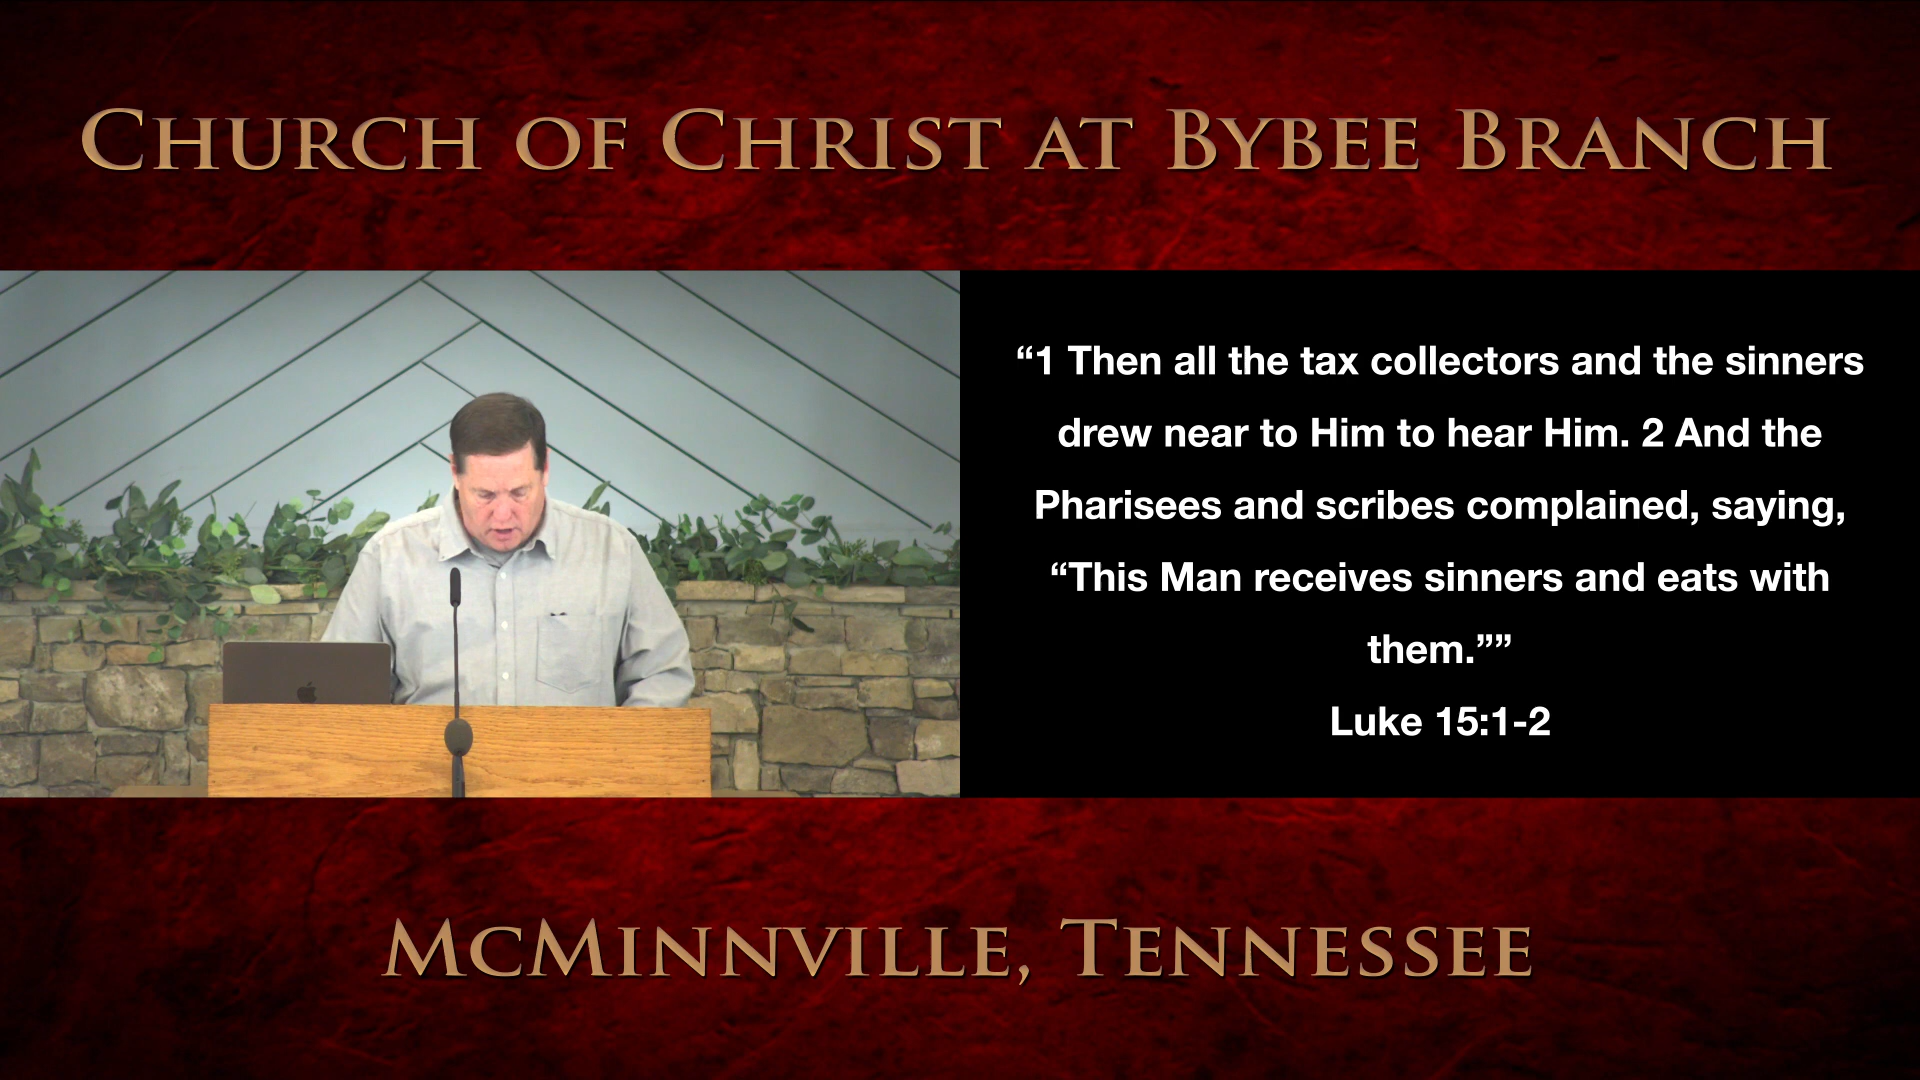 Church of Christ at Bybee Branch
“1 Then all the tax collectors and the sinners
drew near to Him to hear Him. 2 And the
Pharisees and scribes complained, saying,
“This Man receives sinners and eats with
them.””
Luke 15:1-2
McMinnville, Tennessee